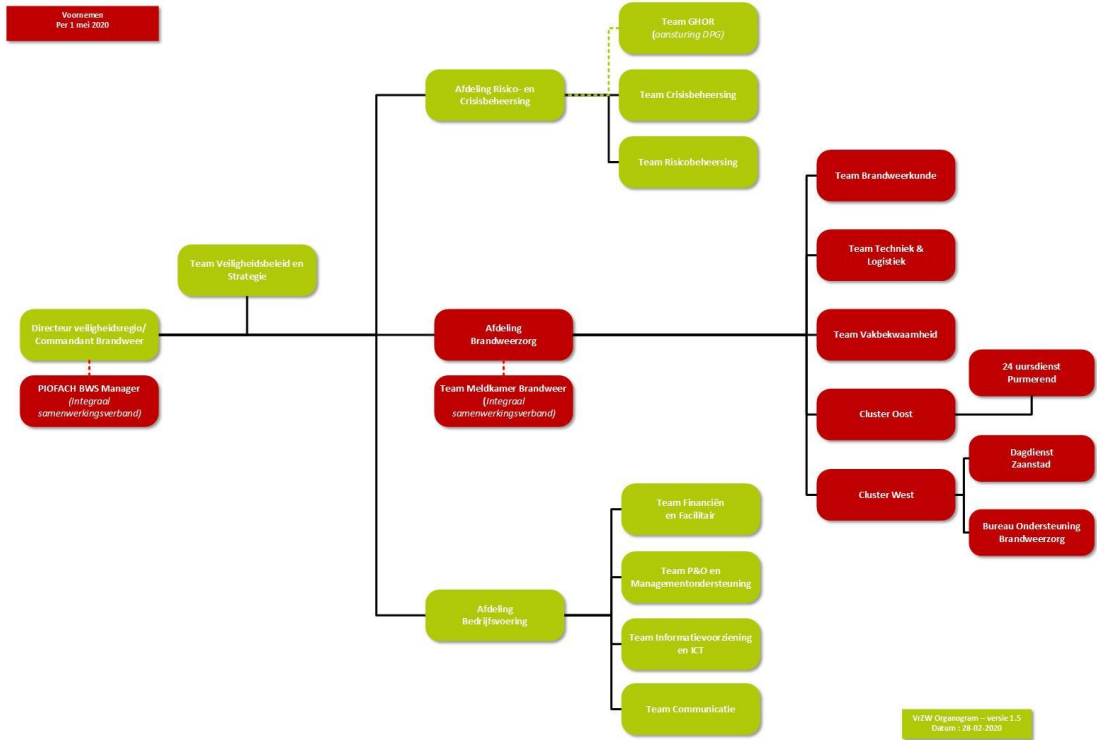 Voornemen
Per 1 mei 2020
Team GHOR
(aansturing DPG)
Afdeling Risico- en
Crisisbeheersing
Team Crisisbeheersing
Team Risicobeheersing
Team Brandweerkunde
Team Veiligheidsbeleid en
Strategie
Team Techniek &
Logistiek
Directeur veiligheidsregio/
Commandant Brandweer
Afdeling
Brandweerzorg
Team Vakbekwaamheid
PIOFACH BWS Manager
(Integraal
samenwerkingsverband)
Team Meldkamer Brandweer
(Integraal
samenwerkingsverband)
24 uursdienst
Purmerend
Cluster Oost
Dagdienst
Zaanstad
Cluster West
Bureau Ondersteuning
Brandweerzorg
Team Financiën
en Facilitair
Team P&O en
Managementondersteuning
Afdeling
Bedrijfsvoering
Team Informatievoorziening
en ICT
Team Communicatie
VrZW Organogram – versie 1.5
Datum : 28-02-2020